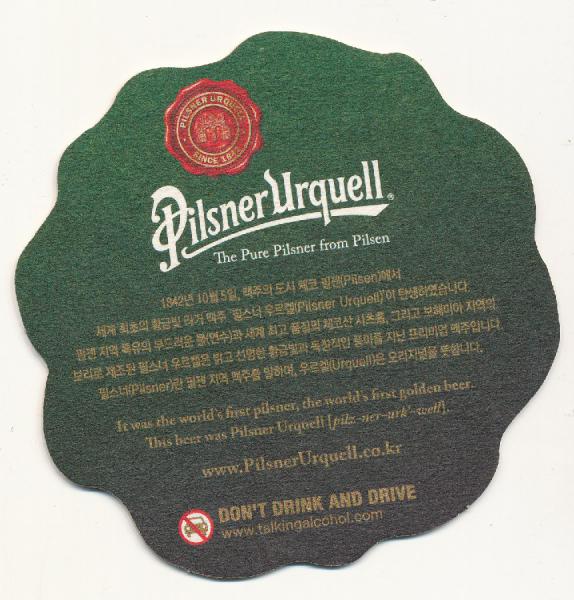 PILSNER URQUELL
SINCE 1842
Pilsner Urquell®
The Pure Pilsner from Pilsen
1842년 10월 5일, 맥주의 도시 체코 필젠(Pilsen)에서
세계 최초의 황금빛 라거 맥주 '필스너 우르켈(Pilsner Urquell)'이 탄생하였습니다.
필젠 지역 특유의 부드러운 물(연수)과 세계 최고 품질의 체코산 사츠홉, 그리고 보헤미아 지역의
보리로 제조된 필스너 우르켈은 맑고 선명한 황금빛과 독창적인 풍미를 지닌 프리미엄 맥주입니다.
필스너(Pilsner)란 필젠 지역 맥주를 말하며, 우르켈(Urquell)은 오리지널을 뜻합니다.
It was the world's first pilsner, the world's first golden beer.
This beer was Pilsner Urquell [pilz-ner-urk'-well].
www.PilsnerUrquell.co.kr
DON'T DRINK AND DRIVE
www.talkingalcohol.com